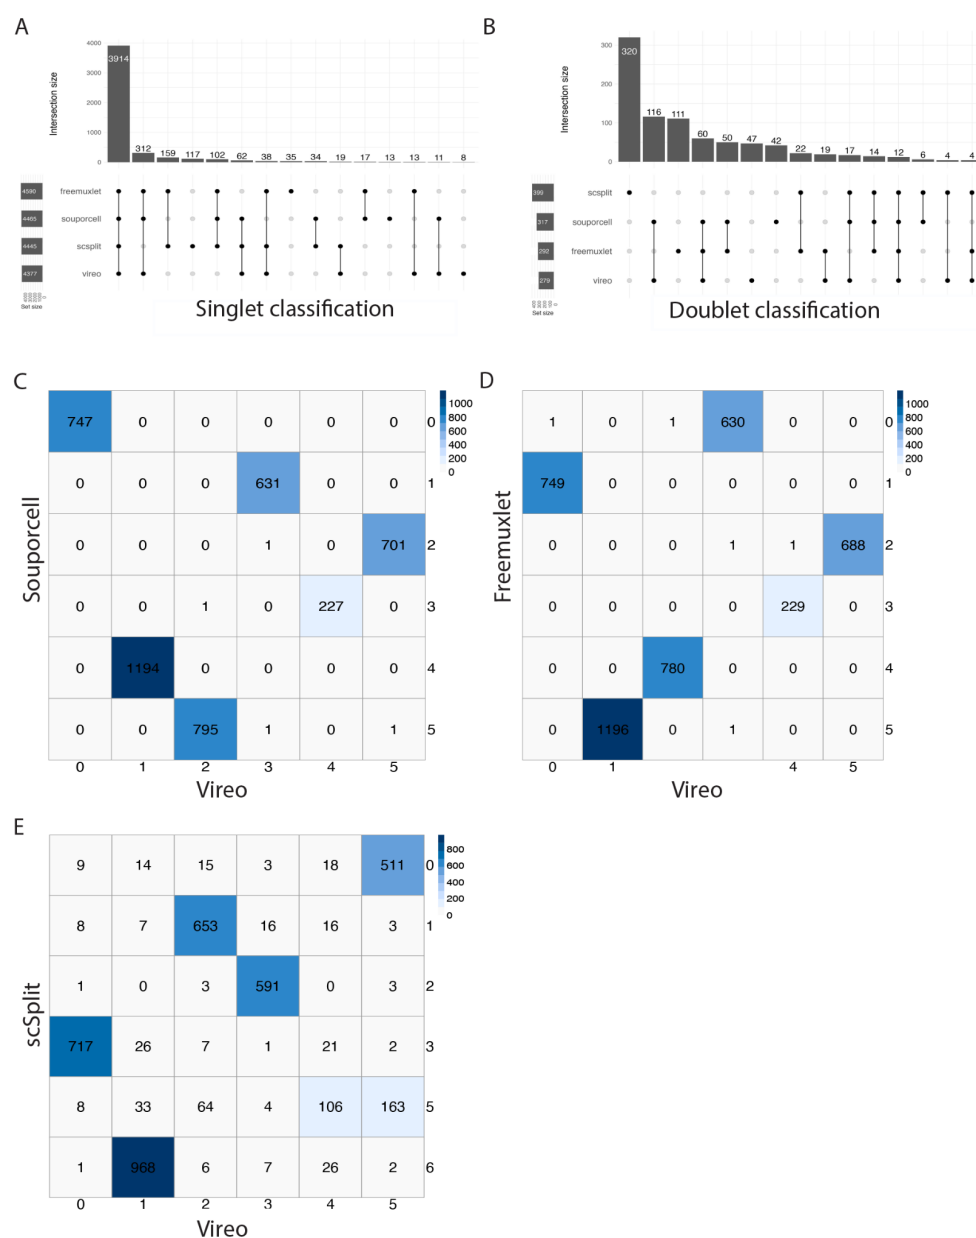 A
4000
3000
2000
1000
0
Intersection size
3914
312 159 117 102 62 38 35 34 19 17 13 13 11 8
4590 freemuxlet
4465 souporcell
4445 scsplit
4377 vireo
Set size
Singlet classification
B
300
200
100
0
Intersection size
320
116 111 60 50 47 42 22 19 17 14 12 6 4 4
399 scsplit
317 souporcell
292 freemuxlet
279 vireo
Set size
Doublet classification
C
747 0 0 0 0 0 0
0 0 0 631 0 0 1
0 0 0 1 0 701 2
0 0 1 0 227 0 3
0 1194 0 0 0 0 4
0 0 795 1 0 1 5
0 1 2 3 4 5
Souporcell
Vireo
1000
800
600
400
200
0
D
1 0 1 630 0 0 0
749 0 0 0 0 0 1
0 0 0 1 1 688 2
0 0 0 0 229 0 3
0 0 780 0 0 0 4
0 1196 0 1 0 0 5
0 1 4 5
Freemuxlet
Vireo
1000
800
600
400
200
0
E
9 14 15 3 18 511 0
8 7 653 16 16 3 1
1 0 3 591 0 3 2
717 26 7 1 21 2 3
8 33 64 4 106 163 5
1 968 6 7 26 2 6
0 1 2 3 4 5
scSplit
Vireo
800
600
400
200
0